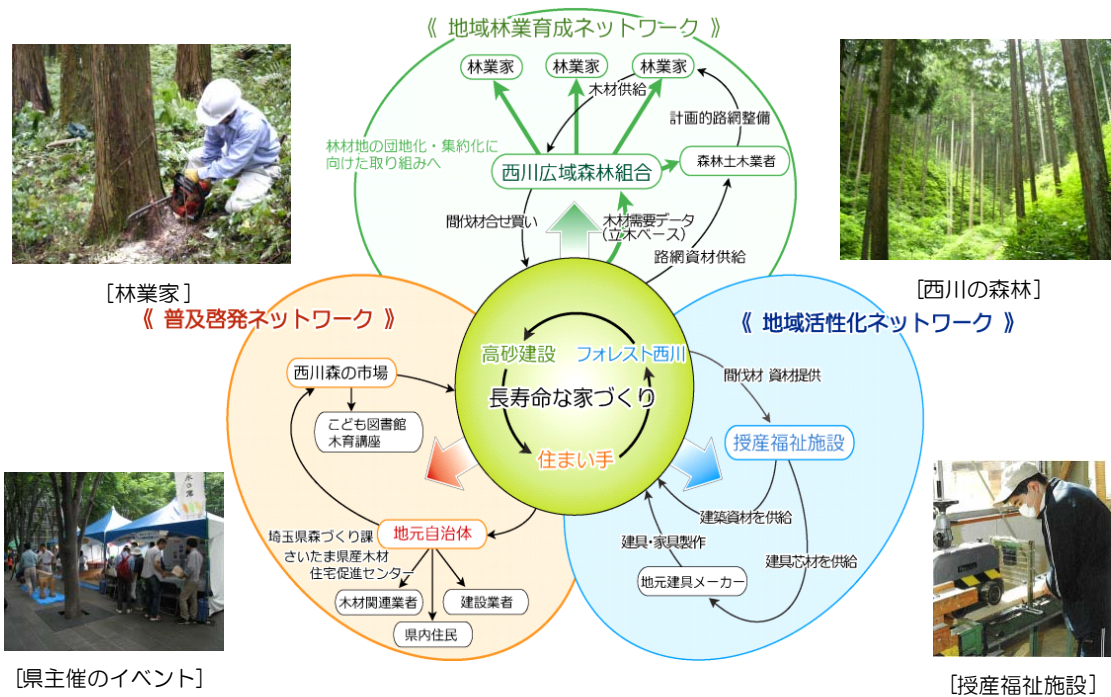 《 地域林業育成ネットワーク 》
林業家
林業家
林業家
木材供給
計画的路網整備
林材地の団地化・集約化に
向けた取り組みへ
西川広域森林組合
森林土木業者
間伐材合せ買い
木材需要データ
(立木ベース)
路網資材供給
[林業家]
[西川の森林]
《 普及啓発ネットワーク 》
《 地域活性化ネットワーク 》
高砂建設
フォレスト西川
長寿命な家づくり
住まい手
西川森の市場
こども図書館
木育講座
間伐材 資材提供
授産福祉施設
建築資材を供給
建具・家具製作
建具芯材を供給
地元建具メーカー
埼玉県森づくり課
さいたま県産木材
住宅促進センター
地元自治体
木材関連業者
建設業者
県内住民
[県主催のイベント]
[授産福祉施設]